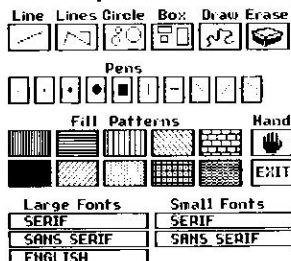 Line Lines Circle Box Draw Erase
Pens
Fill Patterns Hand
EXIT
Large Fonts Small Fonts
SERIF SERIF
SANS SERIF SANS SERIF
ENGLISH